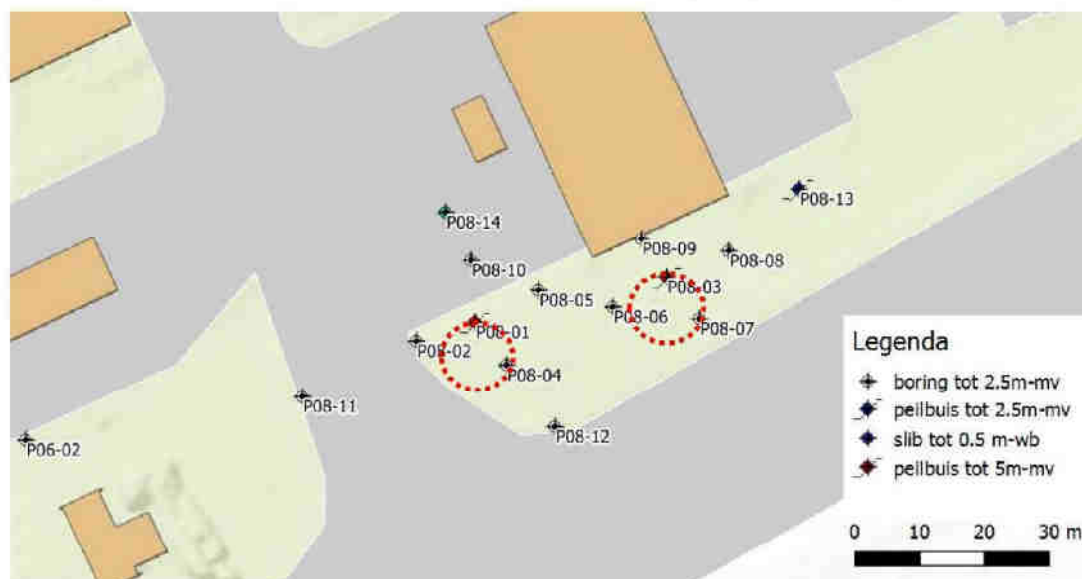 P08-13
P08-14
P08-09
P08-08
P08-10
P08-03
P08-05
P08-06
P08-07
P08-01
P08-02
P08-04
P08-11
P08-12
P06-02
Legenda
boring tot 2.5m-mv
peilbuis tot 2.5m-mv
slib tot 0.5 m-wb
peilbuis tot 5m-mv
0 10 20 30 m